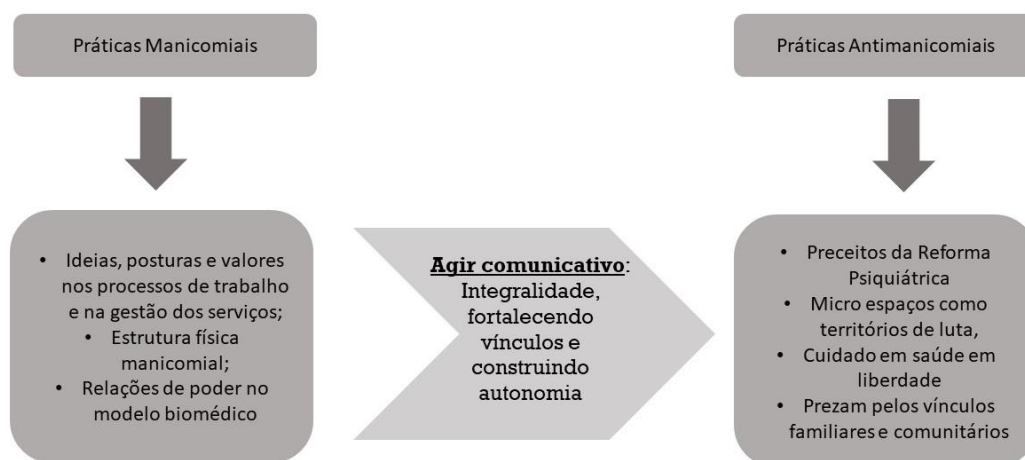 Práticas Manicomiais
Práticas Antimanicomiais
• Ideias, posturas e valores
nos processos de trabalho
e na gestão dos serviços;
• Estrutura física
manicomial;
• Relações de poder no
modelo biomédico
Agir comunicativo:
Integralidade,
fortalecendo
vínculos e
construindo
autonomia
• Preceitos da Reforma
Psiquiátrica
• Micro espaços como
territórios de luta,
• Cuidado em saúde em
liberdade
• Prezam pelos vínculos
familiares e comunitários